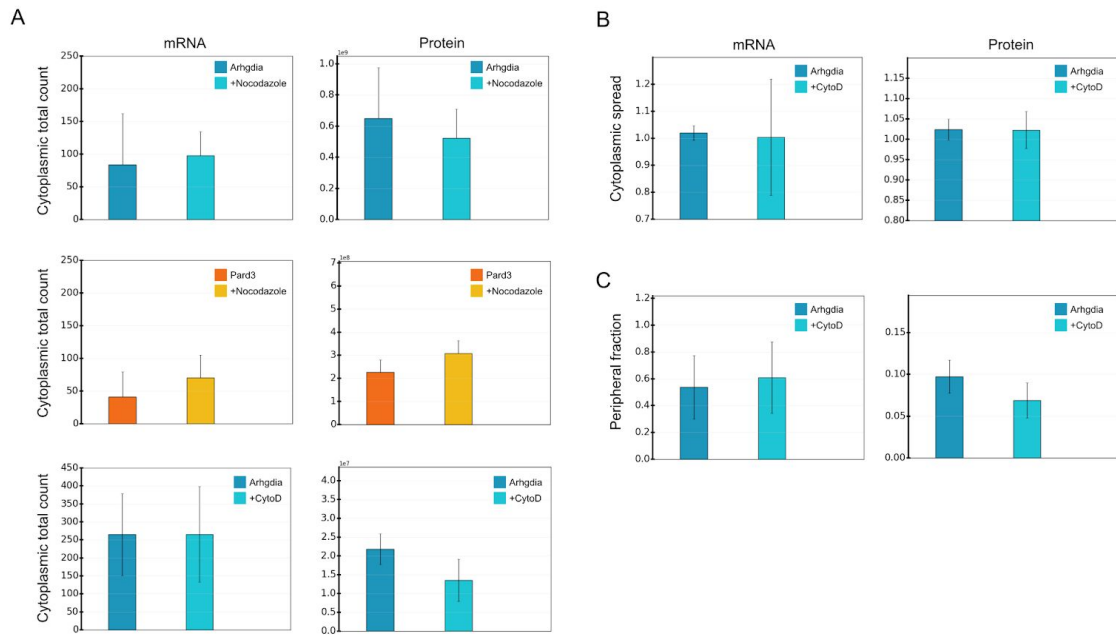 A
mRNA
Protein
Cytoplasmic total count
250
200
150
100
50
0
Arhgdia
+Nocodazole
1e9
1.0
0.8
0.6
0.4
0.2
0.0
Arhgdia
+Nocodazole
Cytoplasmic total count
250
200
150
100
50
0
Pard3
+Nocodazole
1e8
7
6
5
4
3
2
1
0
Pard3
+Nocodazole
Cytoplasmic total count
450
400
350
300
250
200
150
100
50
0
Arhgdia
+CytoD
1e7
4.0
3.5
3.0
2.5
2.0
1.5
1.0
0.5
0.0
Arhgdia
+CytoD
B
mRNA
Protein
Cytoplasmic spread
1.2
1.1
1.0
0.9
0.8
0.7
Arhgdia
+CytoD
1.15
1.10
1.05
1.00
0.95
0.90
0.85
0.80
Arhgdia
+CytoD
C
Peripheral fraction
1.2
1.0
0.8
0.6
0.4
0.2
0.0
Arhgdia
+CytoD
0.15
0.10
0.05
0.00
Arhgdia
+CytoD